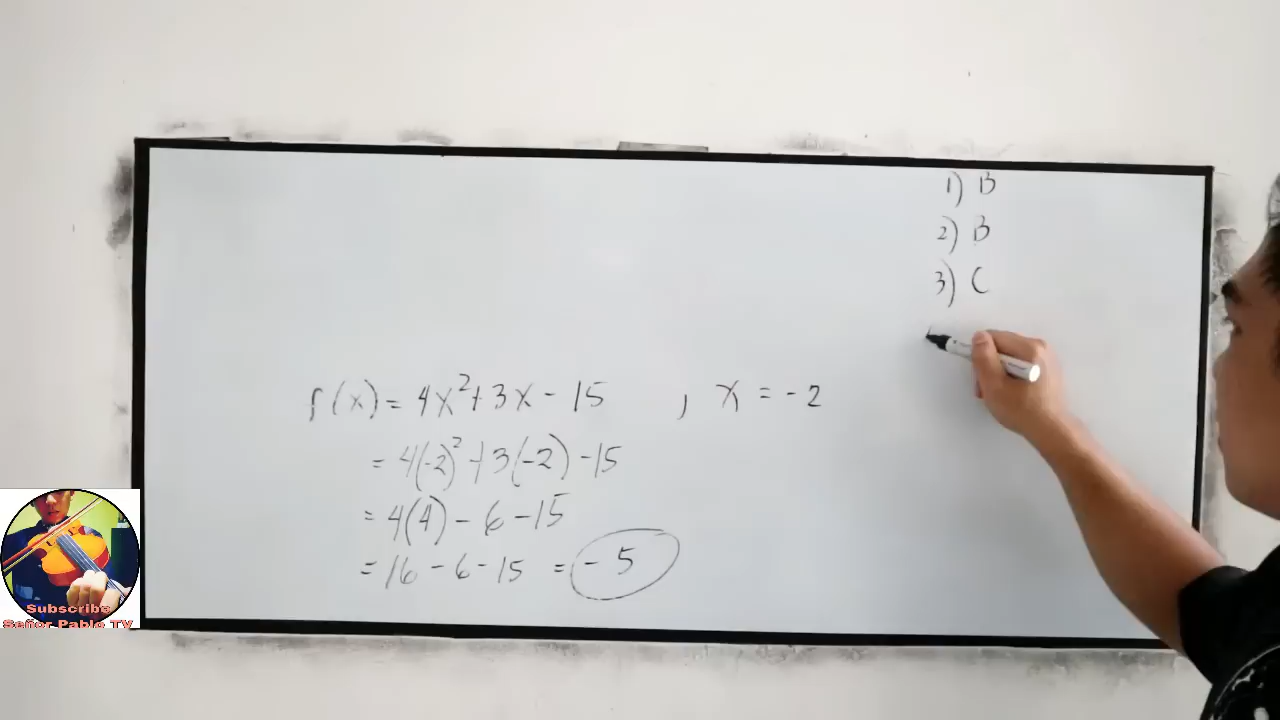 1) B
2) B
3) C
f(x) = 4x²+3x - 15 , x = -2
= 4(-2)² + 3(-2) - 15
= 4(4) - 6 - 15
= 16 - 6 - 15 = - 5
Subscribe
Señor Pablo TV